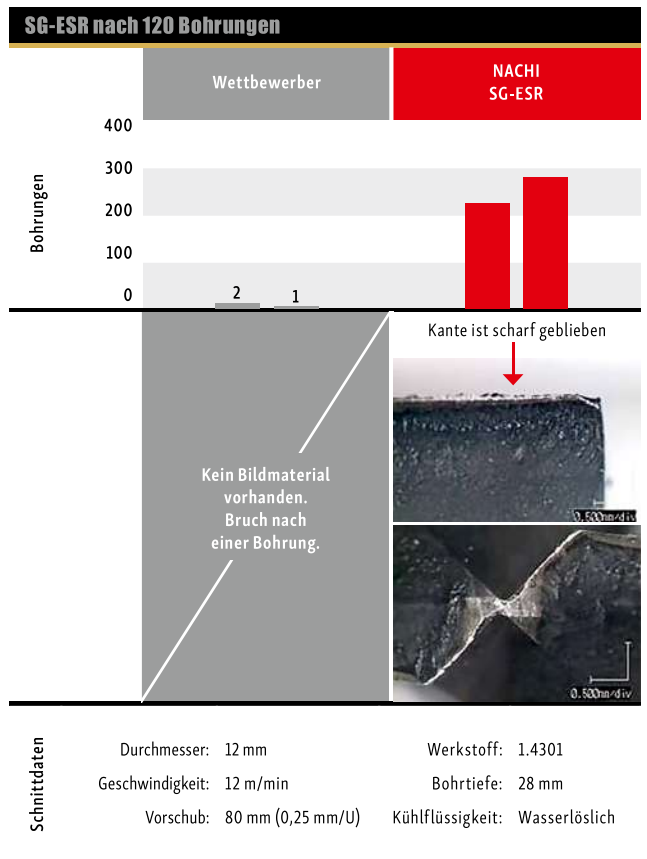 SG-ESR nach 120 Bohrungen
Wettbewerber
NACHI
SG-ESR
Bohrungen
400
300
200
100
0
2
1
Kante ist scharf geblieben
0.500mm/div
Kein Bildmaterial
vorhanden.
Bruch nach
einer Bohrung.
0.500mm/div
Schnittdaten
Durchmesser: 12 mm
Werkstoff: 1.4301
Geschwindigkeit: 12 m/min
Bohrtiefe: 28 mm
Vorschub: 80 mm (0,25 mm/U)
Kühlflüssigkeit: Wasserlöslich